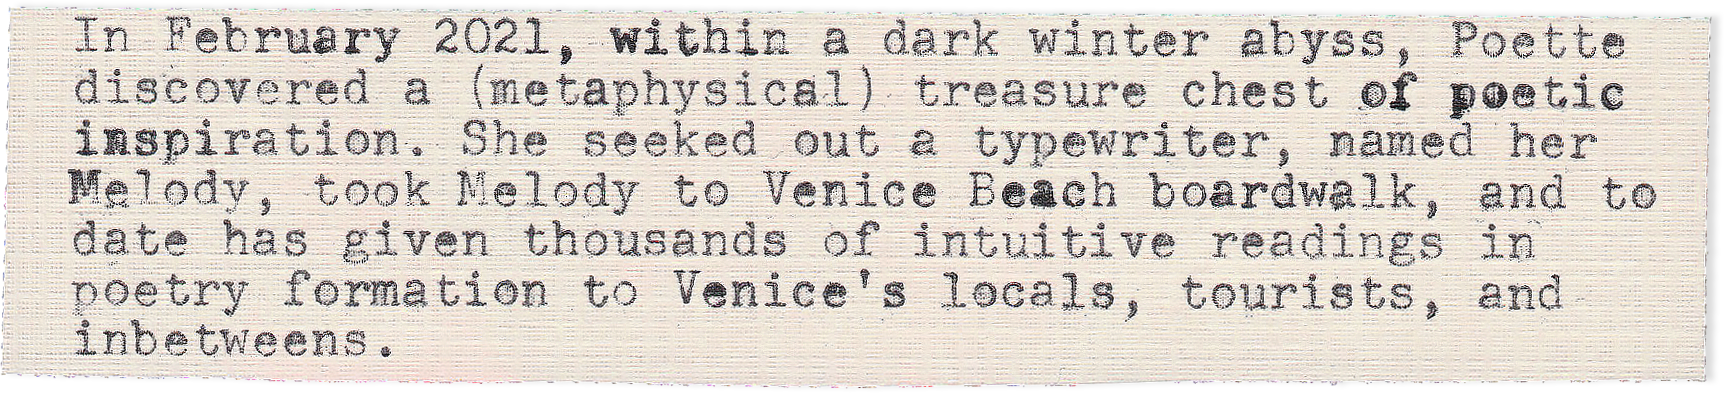 In February 2021, within a dark winter abyss, Poette
discovered a (metaphysical) treasure chest of poetic
inspiration. She seeked out a typewriter, named her
Melody, took Melody to Venice Beach boardwalk, and to
date has given thousands of intuitive readings in
poetry formation to Venice's locals, tourists, and
inbetweens.